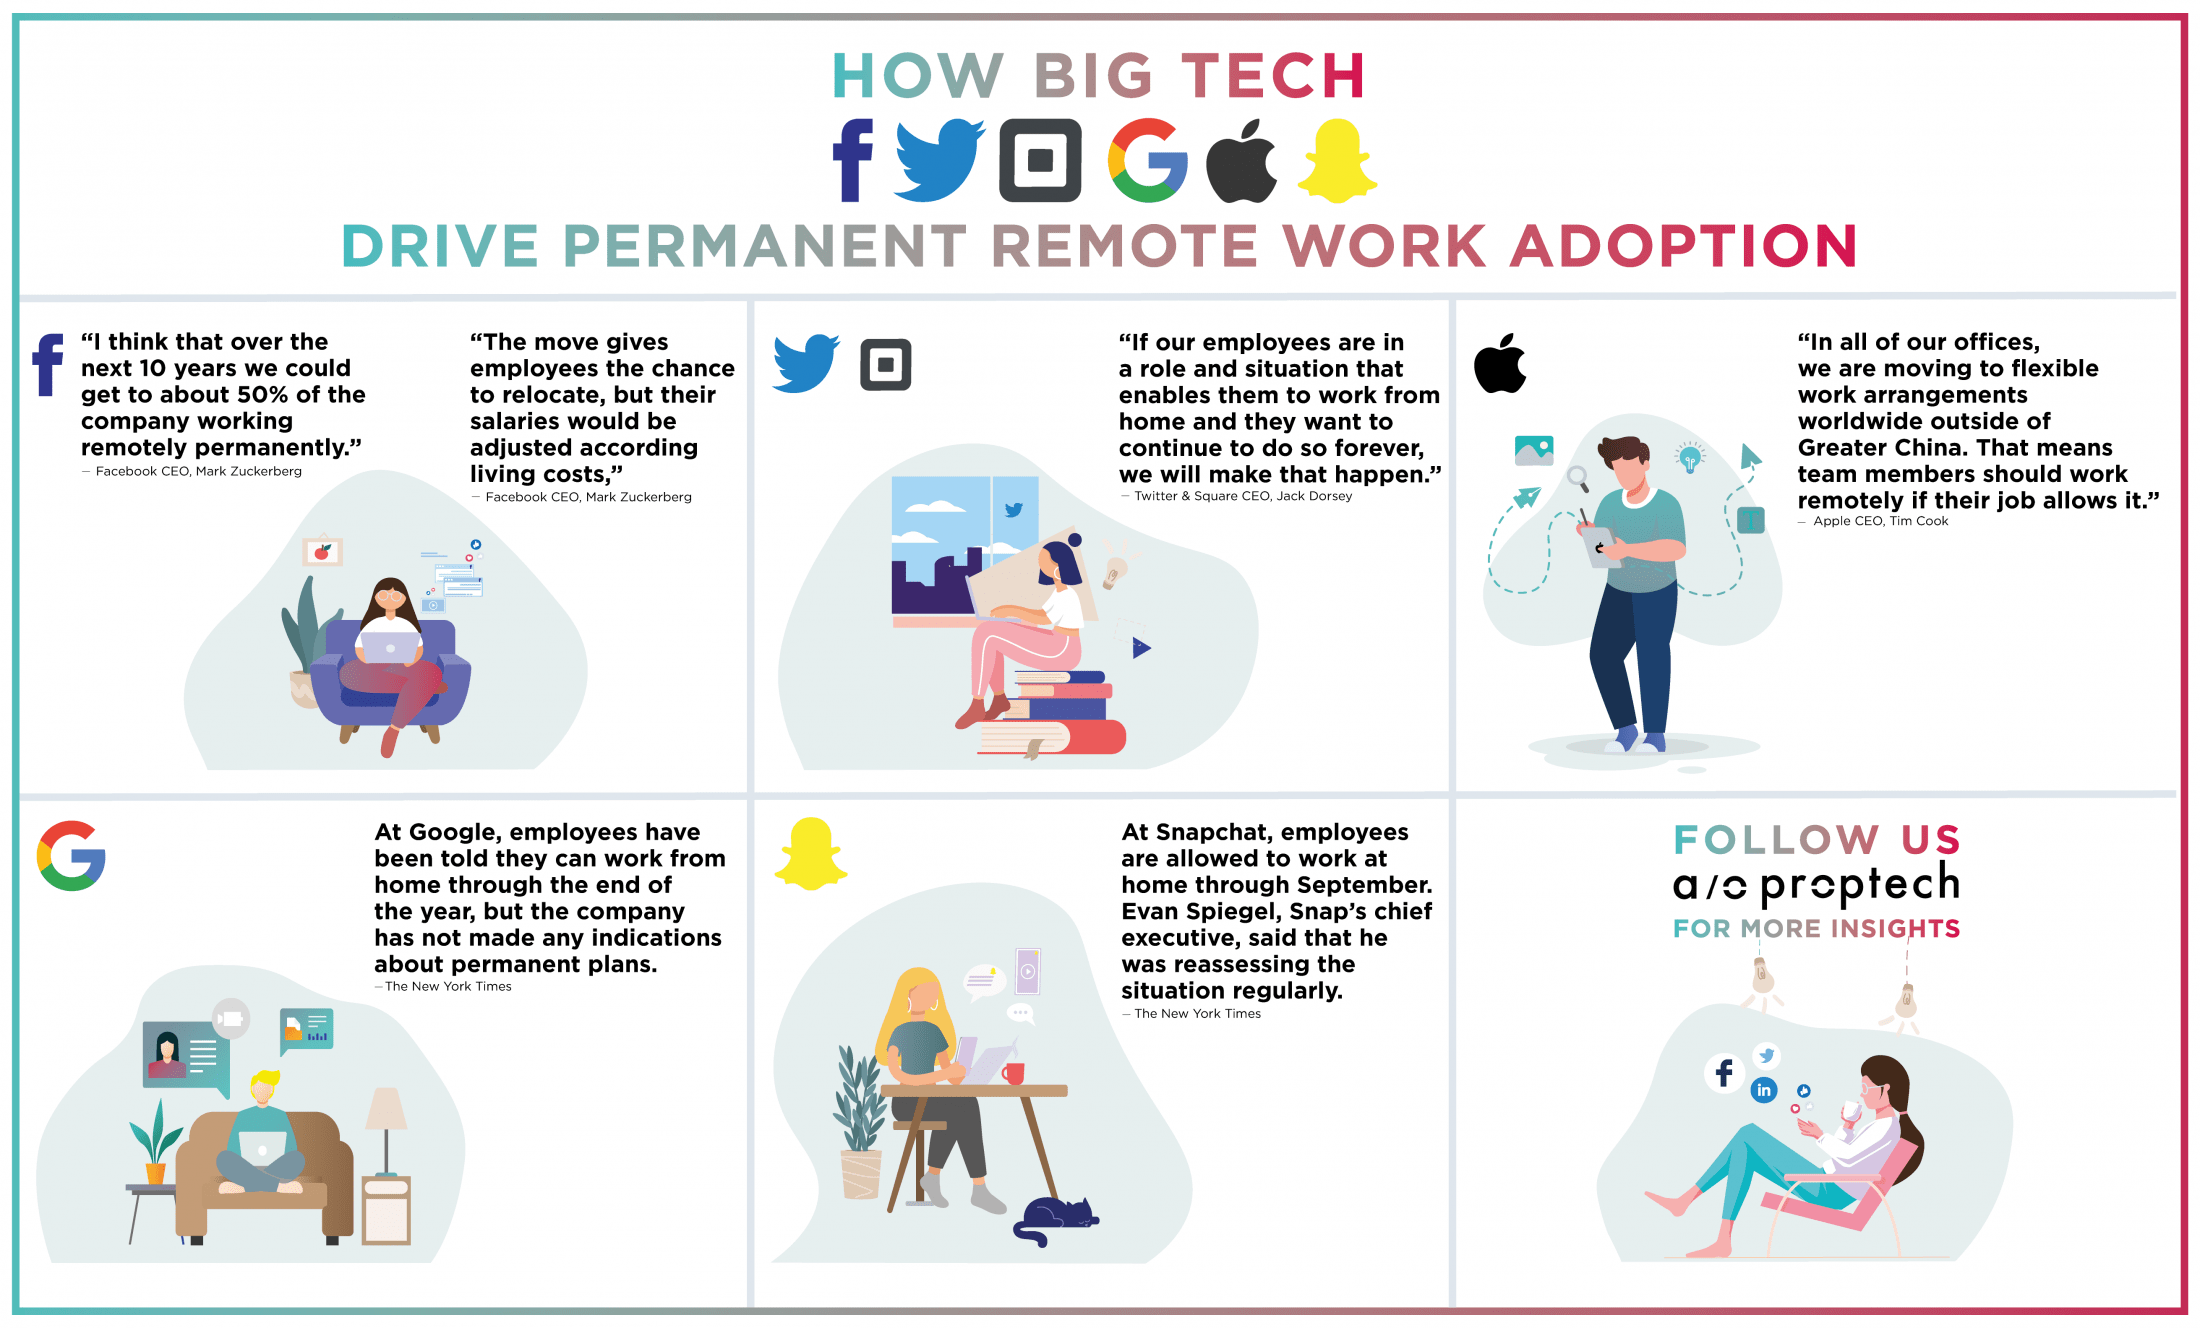 HOW BIG TECH
DRIVE PERMANENT REMOTE WORK ADOPTION
“I think that over the
next 10 years we could
get to about 50% of the
company working
remotely permanently.”
— Facebook CEO, Mark Zuckerberg
“The move gives
employees the chance
to relocate, but their
salaries would be
adjusted according
living costs,”
— Facebook CEO, Mark Zuckerberg
“If our employees are in
a role and situation that
enables them to work from
home and they want to
continue to do so forever,
we will make that happen.”
— Twitter & Square CEO, Jack Dorsey
“In all of our offices,
we are moving to flexible
work arrangements
worldwide outside of
Greater China. That means
team members should work
remotely if their job allows it.”
— Apple CEO, Tim Cook
T
At Google, employees have
been told they can work from
home through the end of
the year, but the company
has not made any indications
about permanent plans.
—The New York Times
At Snapchat, employees
are allowed to work at
home through September.
Evan Spiegel, Snap’s chief
executive, said that he
was reassessing the
situation regularly.
— The New York Times
FOLLOW US
a/o proptech
FOR MORE INSIGHTS
in